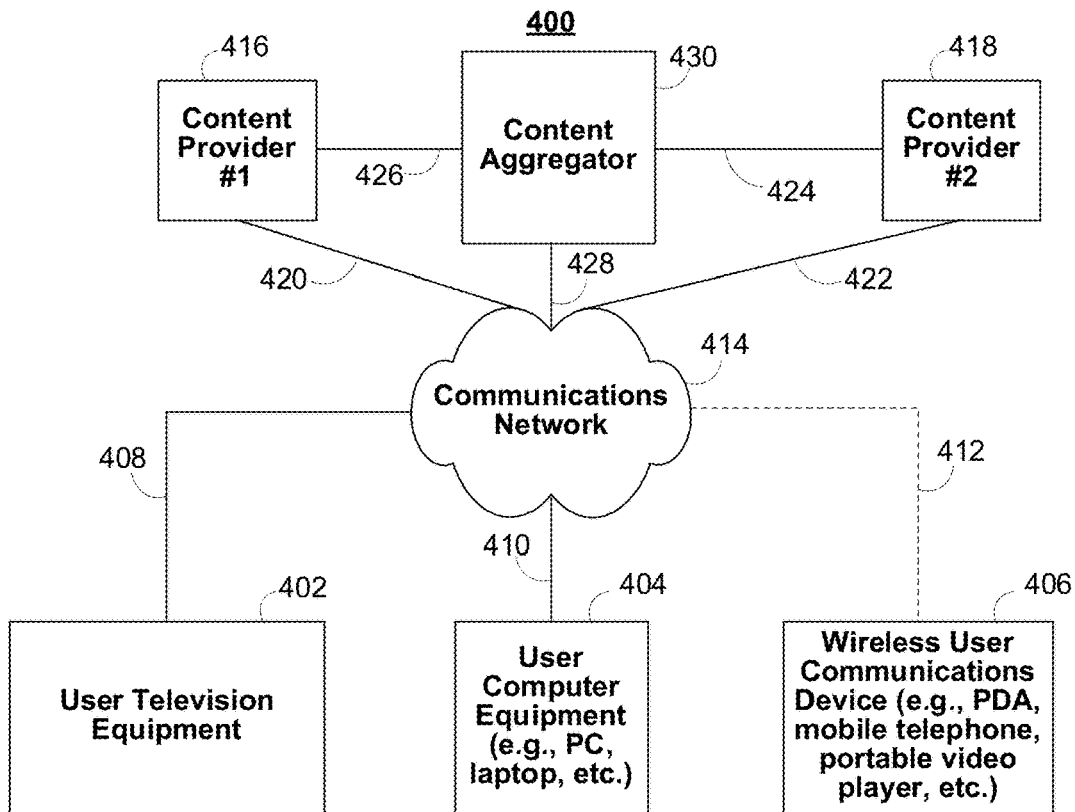 400
416
430
418
Content
Provider
#1
Content
Aggregator
Content
Provider
#2
426
424
420
428
422
414
Communications
Network
408
412
410
402
404
406
User Television
Equipment
User
Computer
Equipment
(e.g., PC,
laptop, etc.)
Wireless User
Communications
Device (e.g., PDA,
mobile telephone,
portable video
player, etc.)